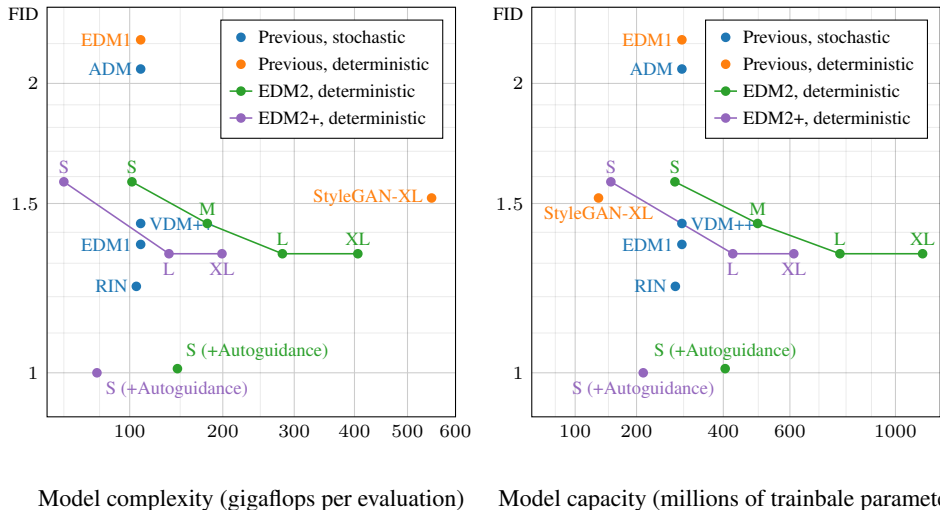 FID
EDM1
ADM
2
Previous, stochastic
Previous, deterministic
EDM2, deterministic
EDM2+, deterministic
S
S
StyleGAN-XL
1.5
M
VDM++
EDM1
L
XL
L
XL
RIN
S (+Autoguidance)
1
S (+Autoguidance)
100
200
300
400
500
600
Model complexity (gigaflops per evaluation)
FID
EDM1
ADM
2
Previous, stochastic
Previous, deterministic
EDM2, deterministic
EDM2+, deterministic
S
S
1.5
StyleGAN-XL
M
VDM++
EDM1
L
XL
L
XL
RIN
S (+Autoguidance)
1
S (+Autoguidance)
100
200
400
600
1000
Model capacity (millions of trainbale paramete